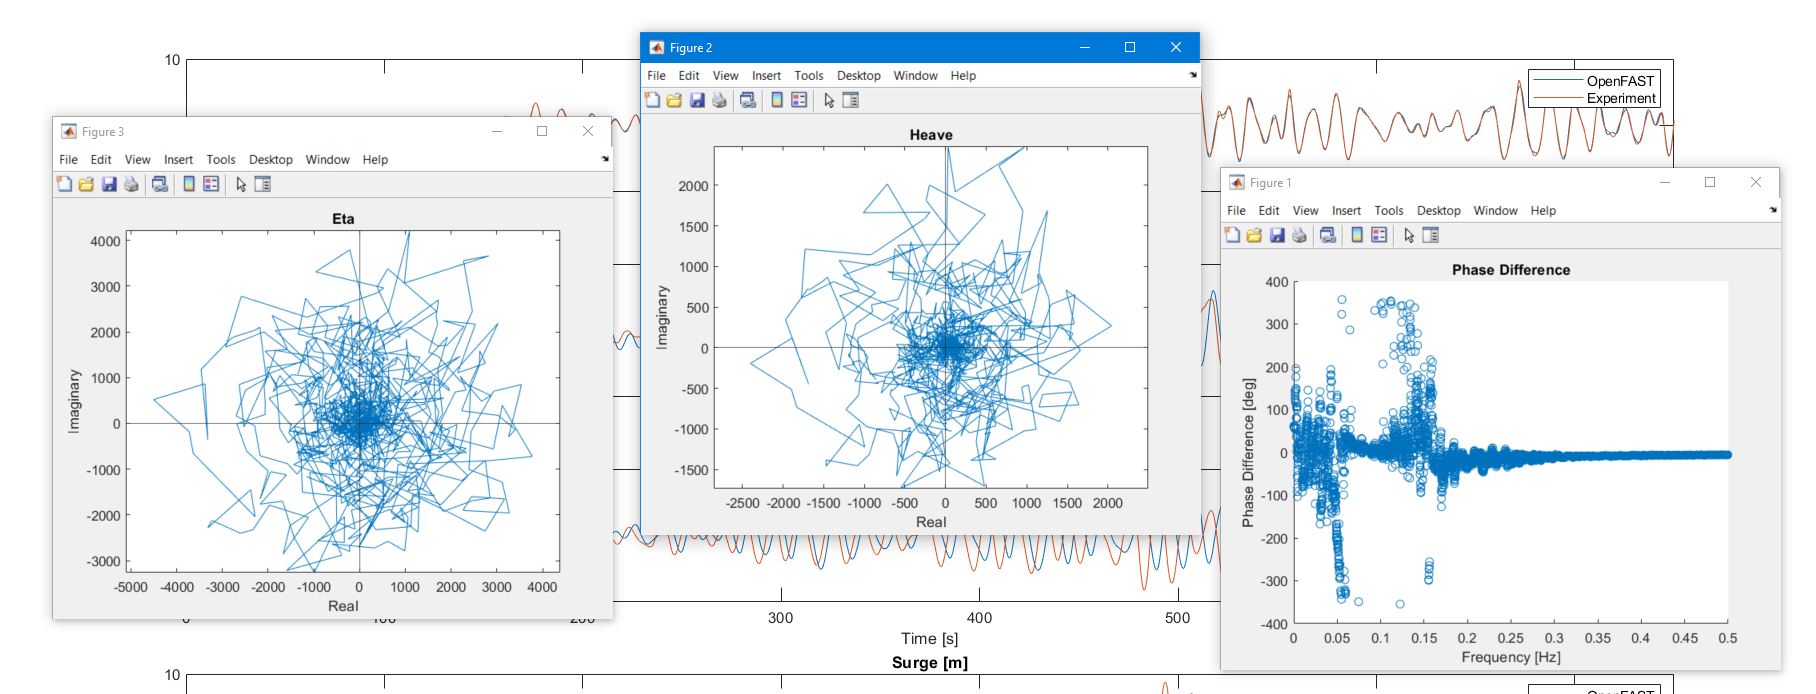 10
OpenFAST
Experiment
Figure 3
File Edit View Insert Tools Desktop Window Help
Eta
4000
3000
2000
1000
0
-1000
-2000
-3000
Imaginary
-5000 -4000 -3000 -2000 -1000 0 1000 2000 3000 4000
Real
Figure 2
File Edit View Insert Tools Desktop Window Help
Heave
2000
1500
1000
500
0
-500
-1000
-1500
Imaginary
-2500 -2000 -1500 -1000 -500 0 500 1000 1500 2000
Real
Figure 1
File Edit View Insert Tools Desktop Window Help
Phase Difference
400
300
200
100
0
-100
-200
-300
-400
Phase Difference [deg]
0 0.05 0.1 0.15 0.2 0.25 0.3 0.35 0.4 0.45 0.5
Frequency [Hz]
0 100 200 300 400 500
Time [s]
Surge [m]
10
OpenFAST